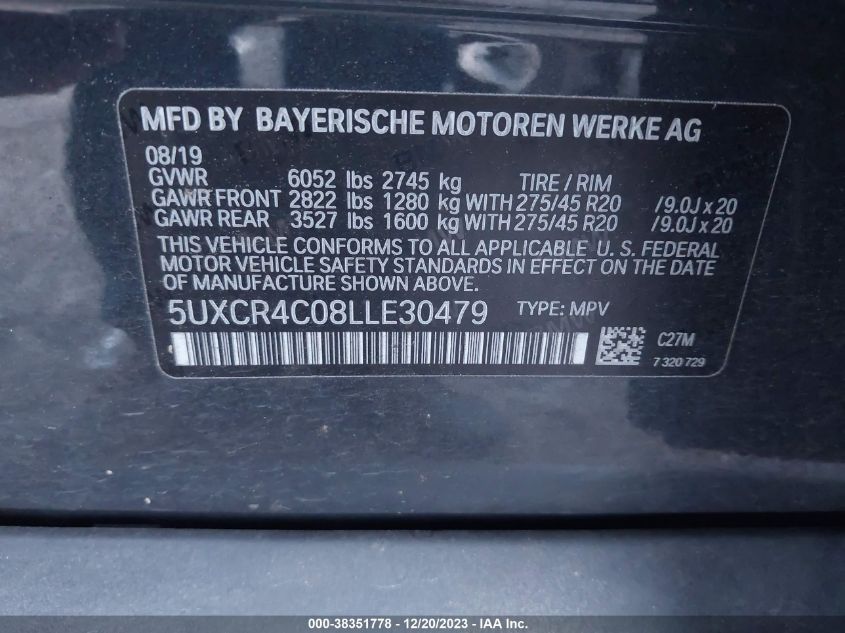 MFD BY BAYERISCHE MOTOREN WERKE AG
08/19
GVWR 6052 lbs 2745 kg TIRE / RIM
GAWR FRONT 2822 lbs 1280 kg WITH 275/45 R20 /9.0J x 20
GAWR REAR 3527 lbs 1600 kg WITH 275/45 R20 /9.0J x 20
THIS VEHICLE CONFORMS TO ALL APPLICABLE U. S. FEDERAL
MOTOR VEHICLE SAFETY STANDARDS IN EFFECT ON THE DATE
OF MANUFACTURE SHOWN ABOVE.
5UXCR4C08LLE30479 TYPE: MPV
C27M
7 320 729
000-38351778 - 12/20/2023 - IAAI Inc.